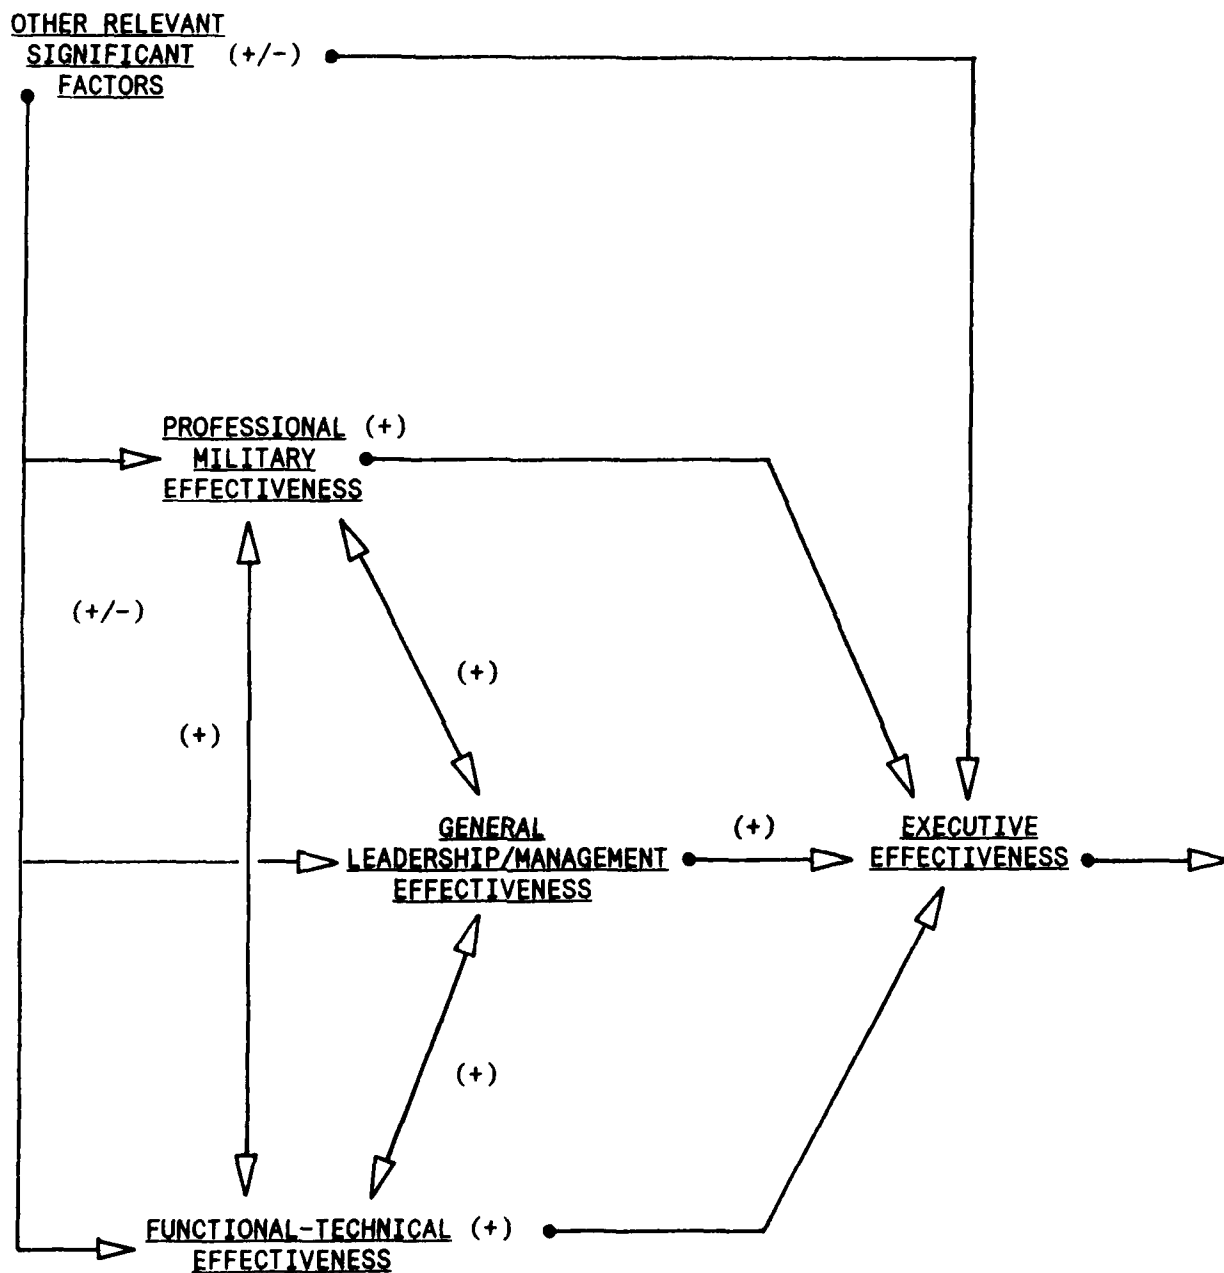 OTHER RELEVANT
SIGNIFICANT (+/-)
FACTORS
PROFESSIONAL (+)
MILITARY
EFFECTIVENESS
(+/-)
(+)
(+)
GENERAL
LEADERSHIP/MANAGEMENT
EFFECTIVENESS
(+)
EXECUTIVE
EFFECTIVENESS
(+)
FUNCTIONAL-TECHNICAL (+)
EFFECTIVENESS